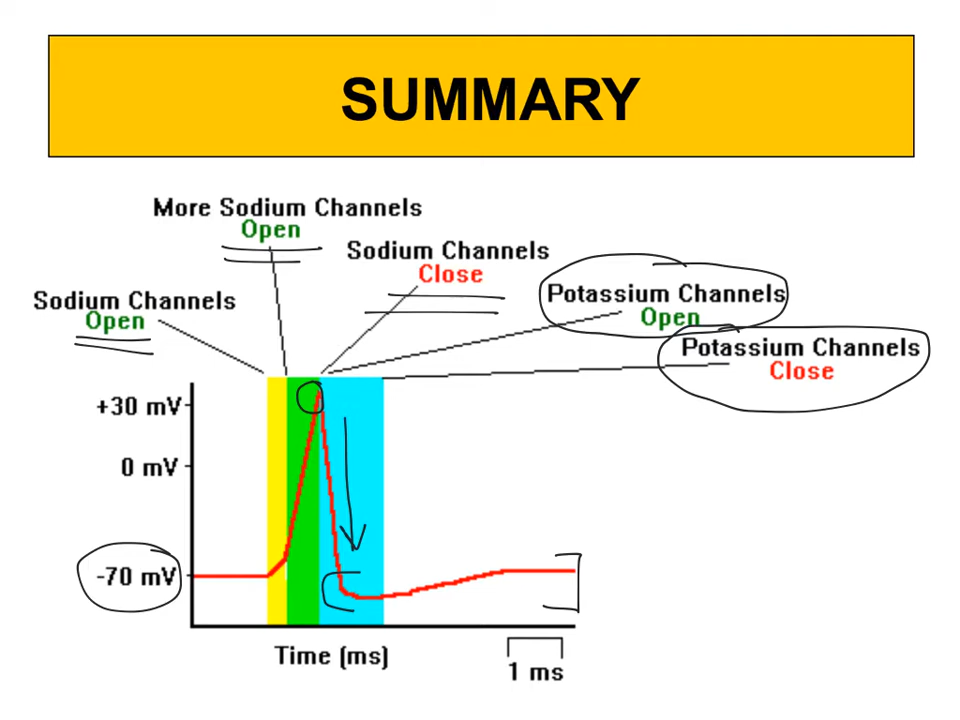 SUMMARY
More Sodium Channels
Open
Sodium Channels
Close
Sodium Channels
Open
Potassium Channels
Open
Potassium Channels
Close
+30 mV
0 mV
-70 mV
Time (ms)
1 ms